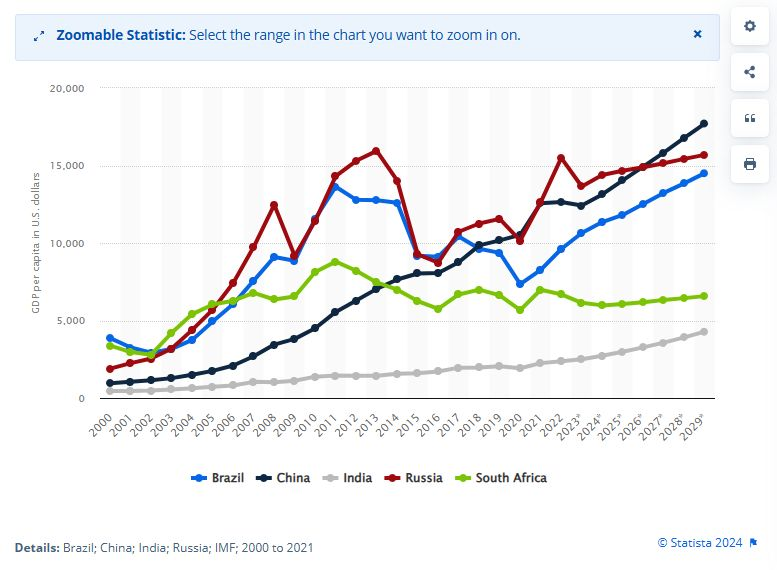 Zoomable Statistic: Select the range in the chart you want to zoom in on.
20,000
15,000
10,000
5,000
0
GDP per capita in U.S. dollars
2000 2001 2002 2003 2004 2005 2006 2007 2008 2009 2010 2011 2012 2013 2014 2015 2016 2017 2018 2019 2020 2021 2022 2023* 2024* 2025* 2026* 2027* 2028* 2029*
Brazil China India Russia South Africa
Details: Brazil; China; India; Russia; IMF; 2000 to 2021
© Statista 2024